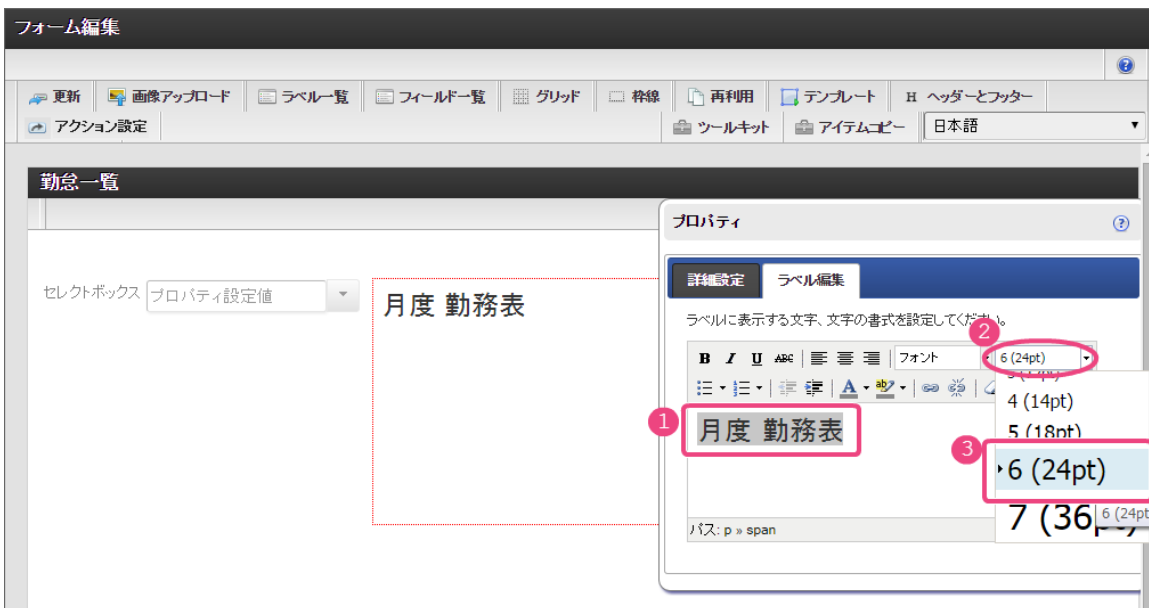 フォーム編集
更新 画像アップロード ラベル一覧 フィールド一覧 グリッド 枠線 再利用 テンプレート H ヘッダーとフッター
アクション設定 ツールキット アイテムコピー 日本語
勤怠一覧
プロパティ
詳細設定 ラベル編集
セレクトボックス プロパティ設定値
月度 勤務表
ラベルに表示する文字、文字の書式を設定してください。
2
B I U ABC フォント 6 (24pt)
A ab
4 (14pt)
1
月度 勤務表
5 (18pt)
3
6 (24pt)
7 (36
6 (24pt
パス: p » span